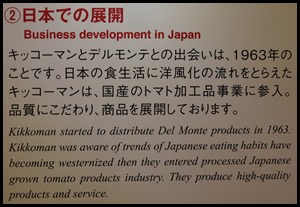 ②日本での展開
Business development in Japan
キッコーマンとデルモンテとの出会いは、1963年の
ことです。日本の食生活に洋風化の流れをとらえた
キッコーマンは、国産のトマト加工品事業に参入。
品質にこだわり、商品を展開しております。
Kikkoman started to distribute Del Monte products in 1963.
Kikkoman was aware of trends of Japanese eating habits have
becoming westernized then they entered processed Japanese
grown tomato products industry. They produce high-quality
products and service.